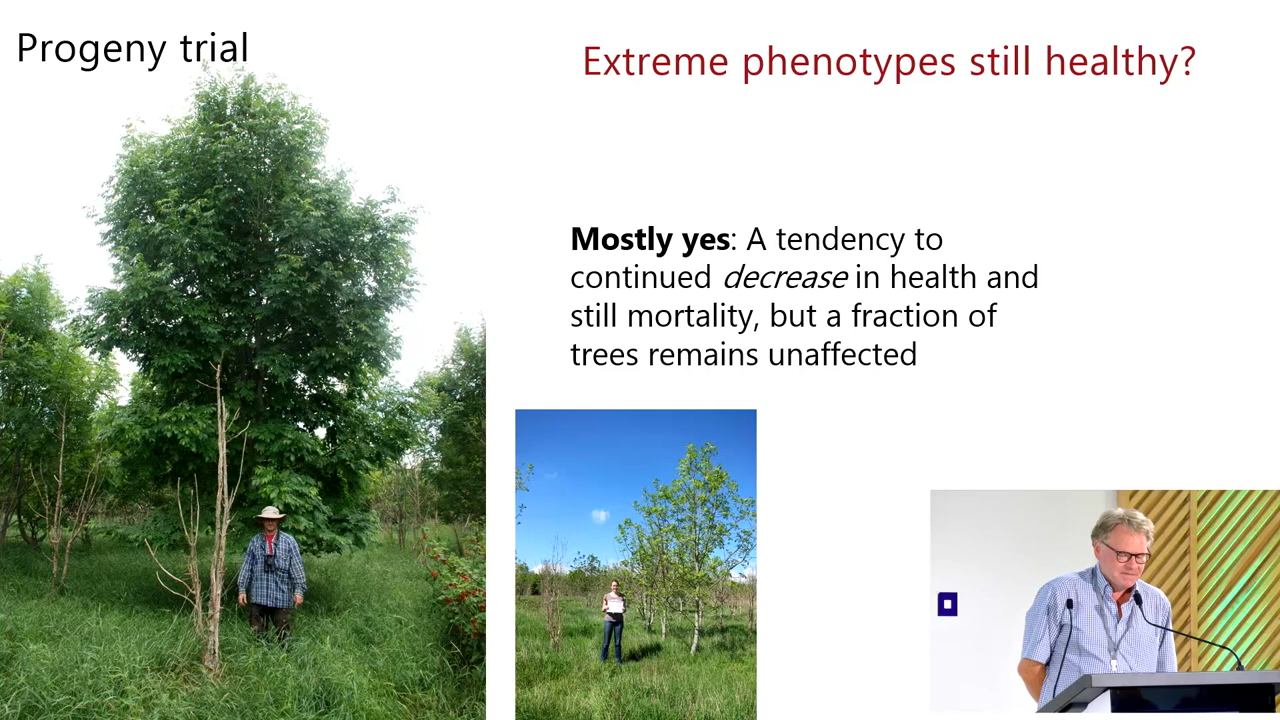 Progeny trial
Extreme phenotypes still healthy?
Mostly yes: A tendency to
continued decrease in health and
still mortality, but a fraction of
trees remains unaffected